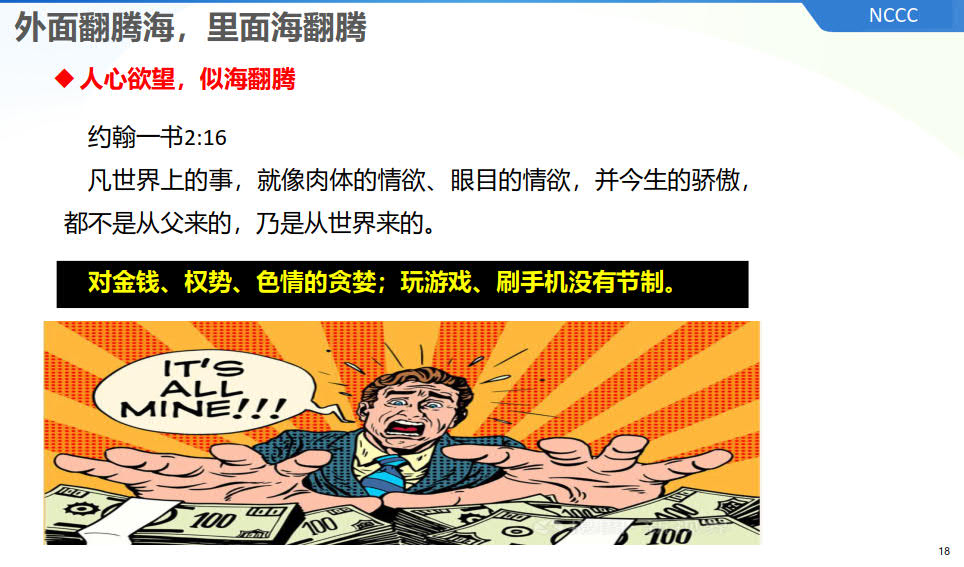 外面翻腾海，里面海翻腾
NCCC
人心欲望，似海翻腾
约翰一书2:16
凡世界上的事，就像肉体的情欲、眼目的情欲，并今生的骄傲，
都不是从父来的，乃是从世界来的。
对金钱、权势、色情的贪婪；玩游戏、刷手机没有节制。
IT'S
ALL
MINE!!!
100
100
100
18